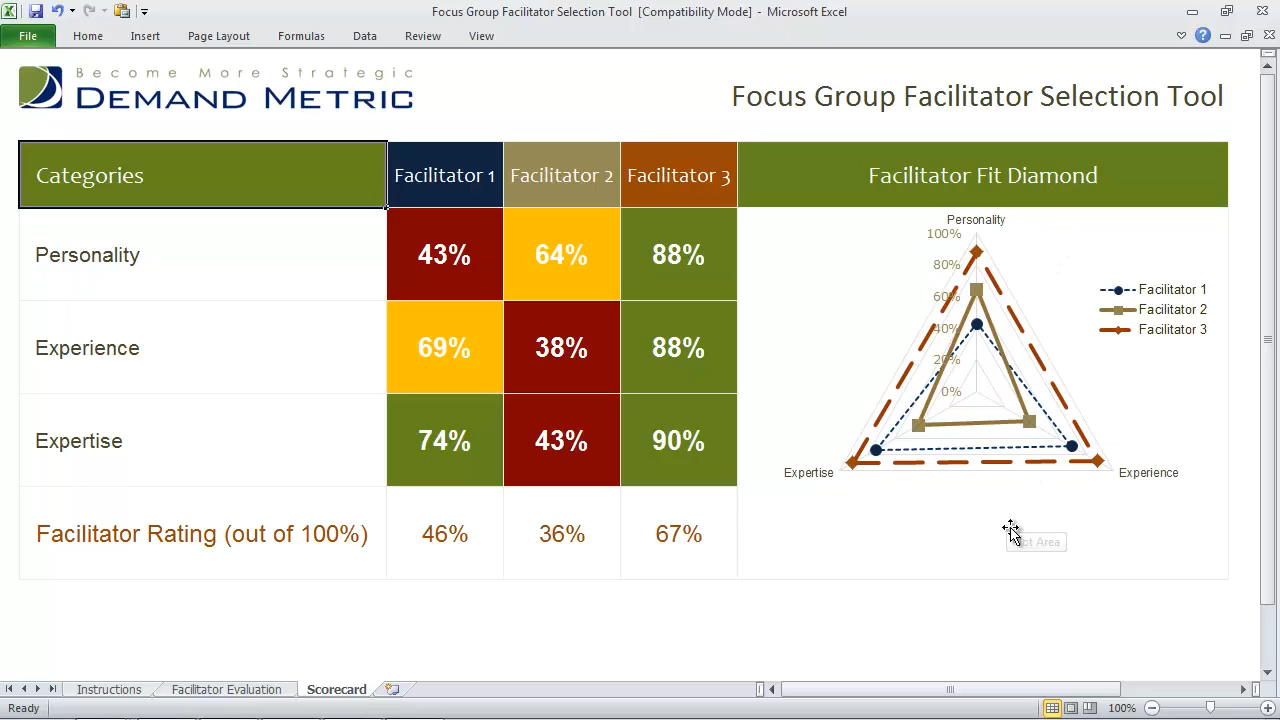 Focus Group Facilitator Selection Tool [Compatibility Mode] - Microsoft Excel
File Home Insert Page Layout Formulas Data Review View
Become More Strategic
DEMAND METRIC
Focus Group Facilitator Selection Tool
Categories Facilitator 1 Facilitator 2 Facilitator 3 Facilitator Fit Diamond
Personality 43% 64% 88%
Experience 69% 38% 88%
Expertise 74% 43% 90%
Facilitator Rating (out of 100%) 46% 36% 67%
Personality
100%
80%
60%
40%
20%
0%
Facilitator 1
Facilitator 2
Facilitator 3
Expertise Experience
Area
Instructions Facilitator Evaluation Scorecard
Ready 100%